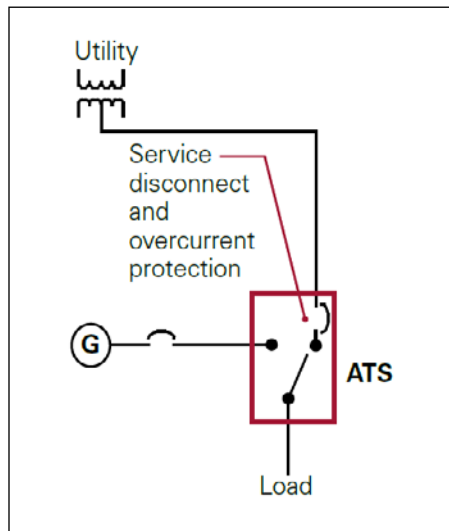 Utility
Service
disconnect
and
overcurrent
protection
G
ATS
Load